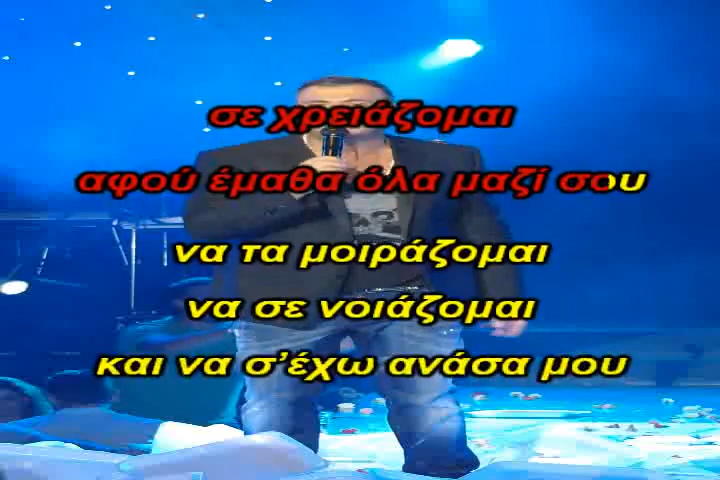 σε χρειάζομαι
αφού έμαθα όλα μαζί σου
να τα μοιράζομαι
να σε νοιάζομαι
και να σ'έχω ανάσα μου